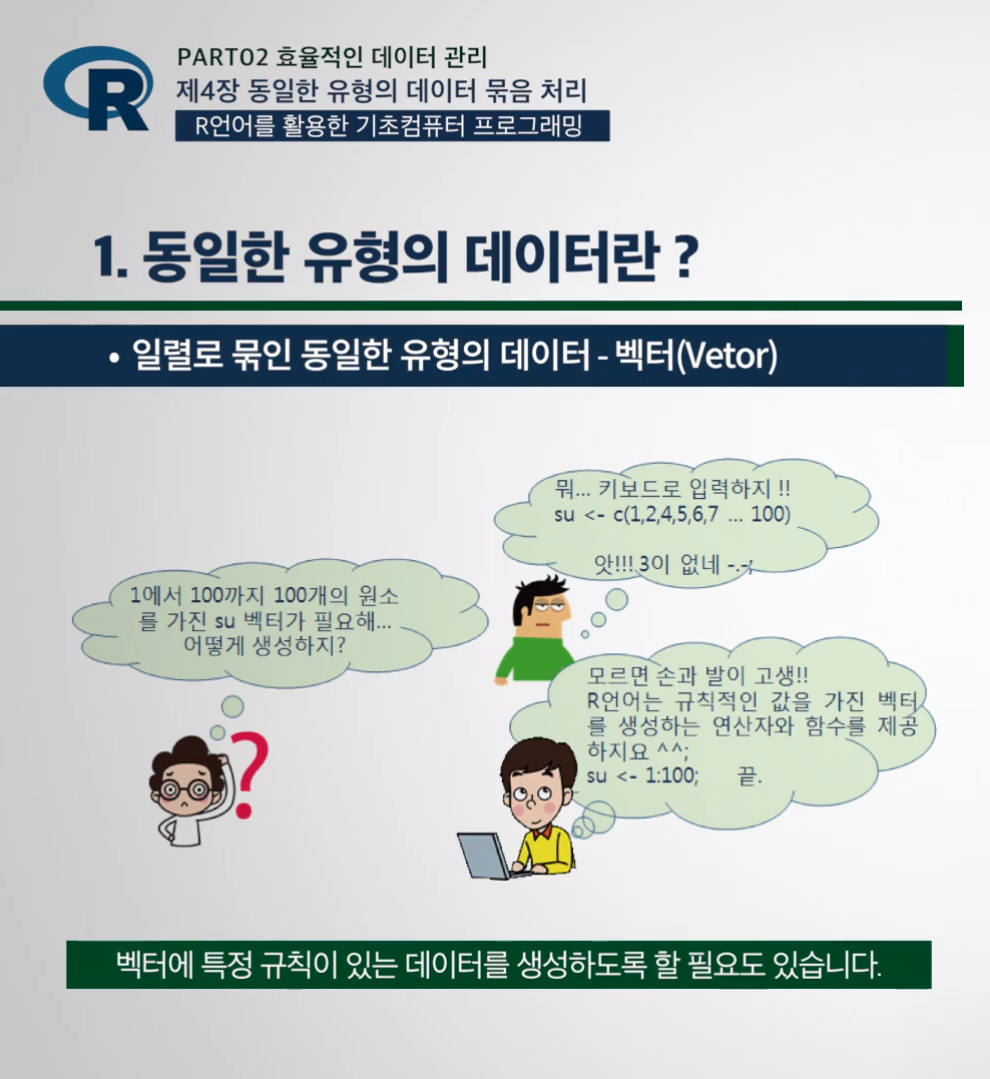 R
PART02 효율적인 데이터 관리
제4장 동일한 유형의 데이터 묶음 처리
R언어를 활용한 기초컴퓨터 프로그래밍
1. 동일한 유형의 데이터란 ?
• 일렬로 묶인 동일한 유형의 데이터 - 벡터(Vetor)
뭐... 키보드로 입력하지 !!
su <- c(1,2,4,5,6,7 ... 100)
앗!!! 3이 없네 -.-;
1에서 100까지 100개의 원소
를 가진 su 벡터가 필요해...
어떻게 생성하지?
?
모르면 손과 발이 고생!!
R언어는 규칙적인 값을 가진 벡터
를 생성하는 연산자와 함수를 제공
하지요 ^^;
su <- 1:100; 끝.
벡터에 특정 규칙이 있는 데이터를 생성하도록 할 필요도 있습니다.